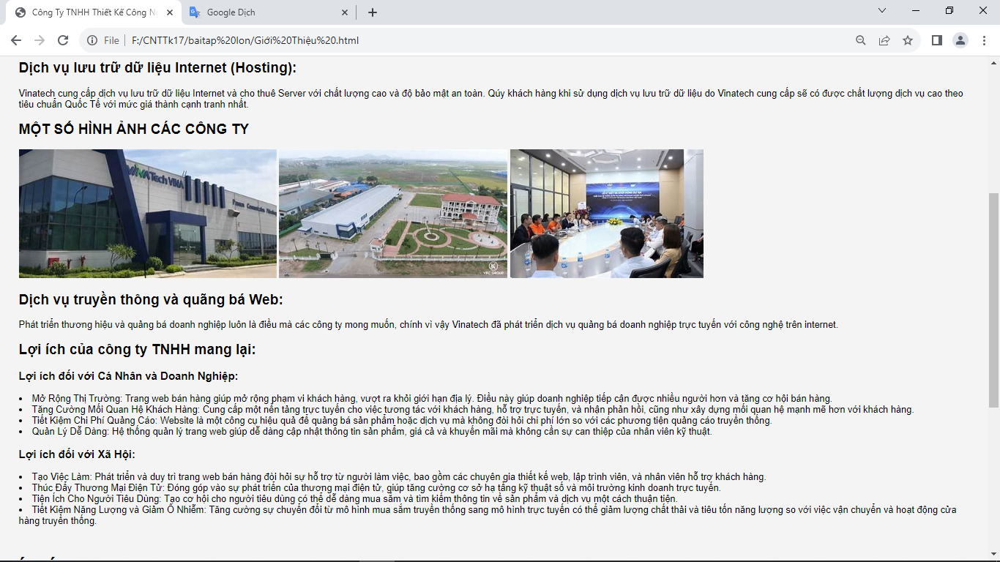 Công Ty TNHH Thiết Kế Công N
Google Dịch
File
F:/CNTTk17/baitap%20lon/Giới%20Thiệu%20.html
Dịch vụ lưu trữ dữ liệu Internet (Hosting):
Vinatech cung cấp dịch vụ lưu trữ dữ liệu Internet và cho thuê Server với chất lượng cao và độ bảo mật an toàn. Qúy khách hàng khi sử dụng dịch vụ lưu trữ dữ liệu do Vinatech cung cấp sẽ có được chất lượng dịch vụ cao theo
tiêu chuẩn Quốc Tế với mức giá thành cạnh tranh nhất.
MỘT SỐ HÌNH ẢNH CÁC CÔNG TY
VINATech VINA
VKC GROUP
Dịch vụ truyền thông và quãng bá Web:
Phát triển thương hiệu và quảng bá doanh nghiệp luôn là điều mà các công ty mong muốn, chính vì vậy Vinatech đã phát triển dịch vụ quảng bá doanh nghiệp trực tuyến với công nghệ trên internet.
Lợi ích của công ty TNHH mang lại:
Lợi ích đối với Cá Nhân và Doanh Nghiệp:
• Mở Rộng Thị Trường: Trang web bán hàng giúp mở rộng phạm vi khách hàng, vượt ra khỏi giới hạn địa lý. Điều này giúp doanh nghiệp tiếp cận được nhiều người hơn và tăng cơ hội bán hàng.
• Tăng Cường Mối Quan Hệ Khách Hàng: Cung cấp một nền tảng trực tuyến cho việc tương tác với khách hàng, hỗ trợ trực tuyến, và nhận phản hồi, cũng như xây dựng mối quan hệ mạnh mẽ hơn với khách hàng.
• Tiết Kiệm Chi Phí Quảng Cáo: Website là một công cụ hiệu quả để quảng bá sản phẩm hoặc dịch vụ mà không đòi hỏi chi phí lớn so với các phương tiện quảng cáo truyền thống.
• Quản Lý Dễ Dàng: Hệ thống quản lý trang web giúp dễ dàng cập nhật thông tin sản phẩm, giá cả và khuyến mãi mà không cần sự can thiệp của nhân viên kỹ thuật.
Lợi ích đối với Xã Hội:
• Tạo Việc Làm: Phát triển và duy trì trang web bán hàng đòi hỏi sự hỗ trợ từ người làm việc, bao gồm các chuyên gia thiết kế web, lập trình viên, và nhân viên hỗ trợ khách hàng.
• Thúc Đẩy Thương Mại Điện Tử: Đóng góp vào sự phát triển của thương mại điện tử, giúp tăng cường cơ sở hạ tầng kỹ thuật số và môi trường kinh doanh trực tuyến.
• Tiện Ích Cho Người Tiêu Dùng: Tạo cơ hội cho người tiêu dùng có thể dễ dàng mua sắm và tìm kiếm thông tin về sản phẩm và dịch vụ một cách thuận tiện.
• Tiết Kiệm Năng Lượng và Giảm Ô Nhiễm: Tăng cường sự chuyển đổi từ mô hình mua sắm truyền thống sang mô hình trực tuyến có thể giảm lượng chất thải và tiêu tốn năng lượng so với việc vận chuyển và hoạt động cửa
hàng truyền thống.